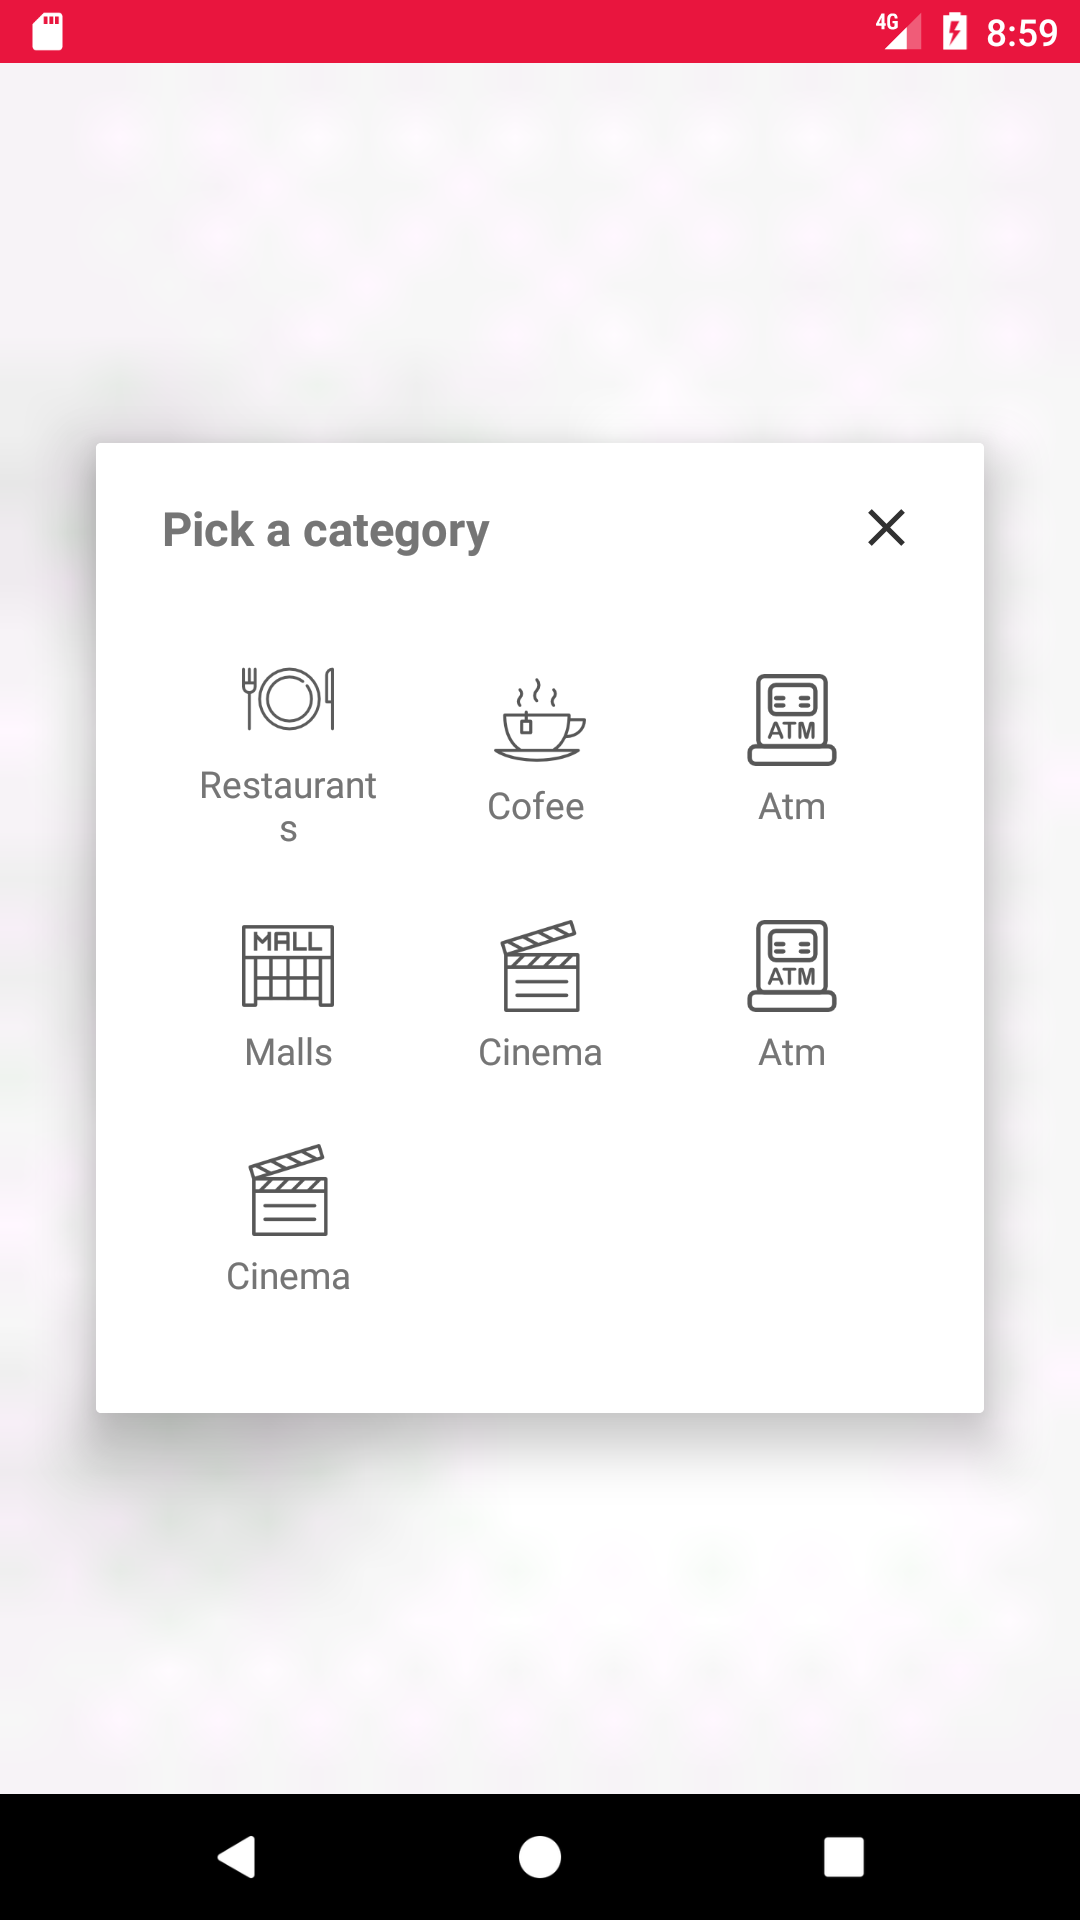 4G 8:59
Pick a category
Restaurant
s
Cofee
ATM
Atm
MALL
Malls
Cinema
ATM
Atm
Cinema